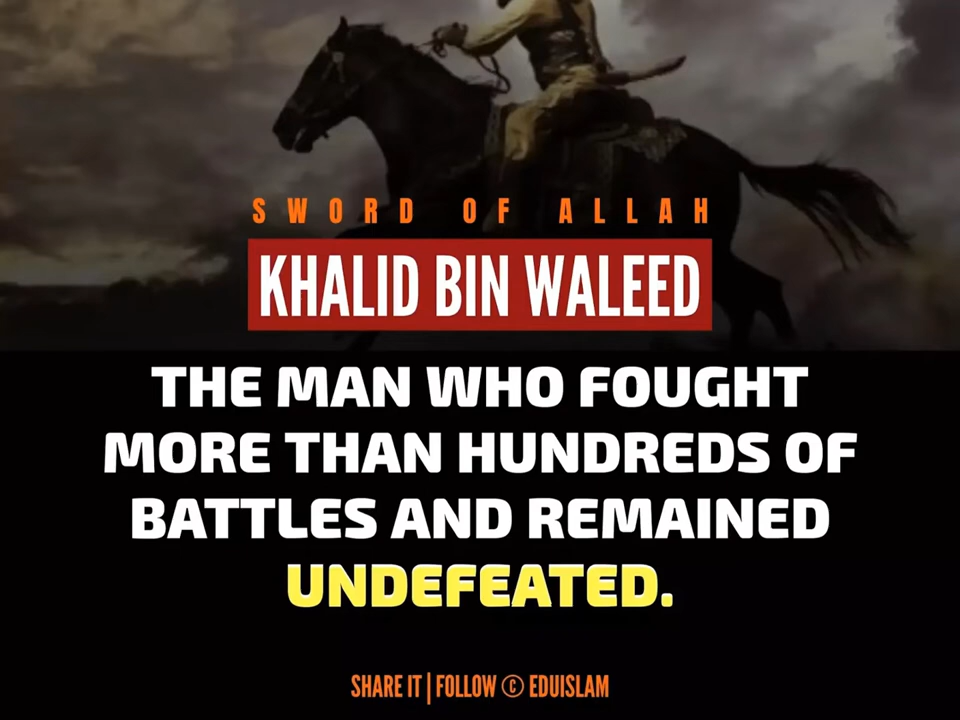 SWORD OF ALLAH
KHALID BIN WALEED
THE MAN WHO FOUGHT
MORE THAN HUNDREDS OF
BATTLES AND REMAINED
UNDEFEATED.
SHARE IT | FOLLOW © EDUISLAM